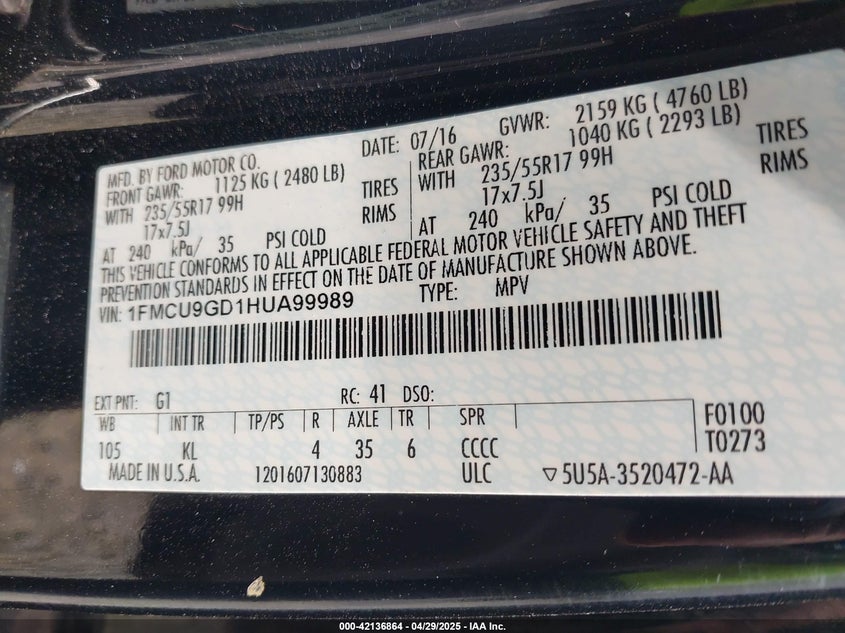 MFD. BY FORD MOTOR CO. DATE: 07/16 GVWR: 2159 KG ( 4760 LB)
FRONT GAWR: 1125 KG ( 2480 LB) REAR GAWR: 1040 KG ( 2293 LB)
WITH 235/55R17 99H TIRES WITH 235/55R17 99H TIRES
17x7.5J RIMS 17x7.5J RIMS
AT 240 kPa/ 35 PSI COLD AT 240 kPa/ 35 PSI COLD
THIS VEHICLE CONFORMS TO ALL APPLICABLE FEDERAL MOTOR VEHICLE SAFETY AND THEFT
PREVENTION STANDARDS IN EFFECT ON THE DATE OF MANUFACTURE SHOWN ABOVE.
VIN: 1FMCU9GD1HUA99989 TYPE: MPV
EXT PNT: G1 RC: 41 DSO:
WB INT TR TP/PS R AXLE TR SPR F0100
105 KL 4 35 6 CCCC T0273
MADE IN U.S.A. 1201607130883 ULC ▽5U5A-3520472-AA
000-42136864 / 04/29/2025 - IAA Inc.